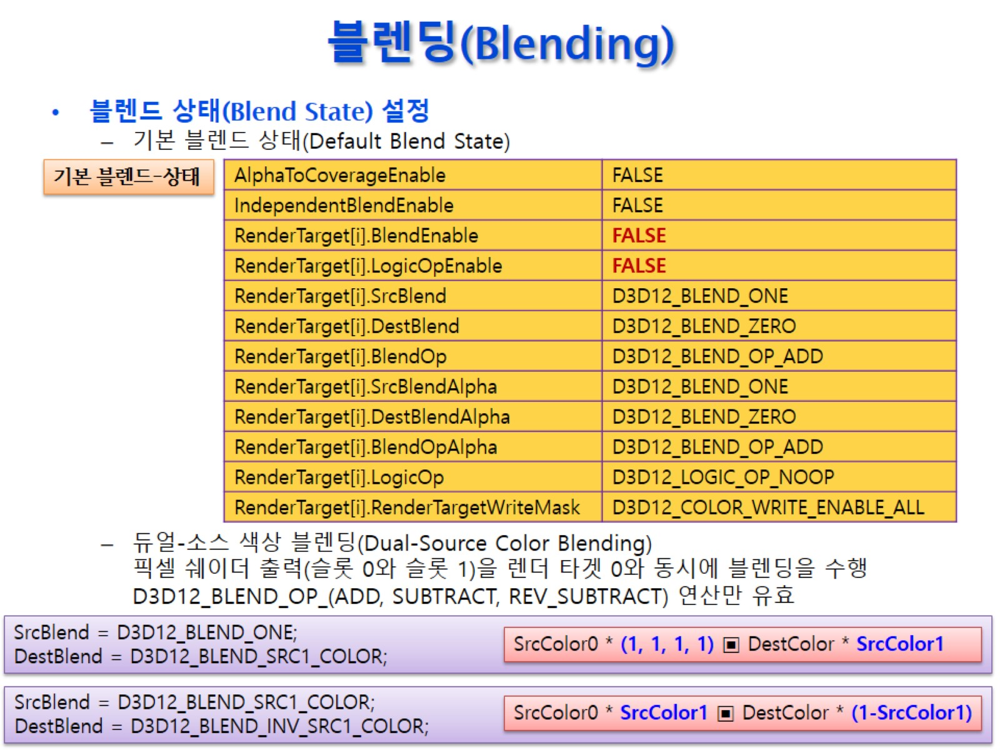 블렌딩(Blending)
• 블렌드 상태(Blend State) 설정
– 기본 블렌드 상태(Default Blend State)
기본 블렌드-상태
AlphaToCoverageEnable FALSE
IndependentBlendEnable FALSE
RenderTarget[i].BlendEnable FALSE
RenderTarget[i].LogicOpEnable FALSE
RenderTarget[i].SrcBlend D3D12_BLEND_ONE
RenderTarget[i].DestBlend D3D12_BLEND_ZERO
RenderTarget[i].BlendOp D3D12_BLEND_OP_ADD
RenderTarget[i].SrcBlendAlpha D3D12_BLEND_ONE
RenderTarget[i].DestBlendAlpha D3D12_BLEND_ZERO
RenderTarget[i].BlendOpAlpha D3D12_BLEND_OP_ADD
RenderTarget[i].LogicOp D3D12_LOGIC_OP_NOOP
RenderTarget[i].RenderTargetWriteMask D3D12_COLOR_WRITE_ENABLE_ALL
– 듀얼-소스 색상 블렌딩(Dual-Source Color Blending)
픽셀 쉐이더 출력(슬롯 0와 슬롯 1)을 렌더 타겟 0와 동시에 블렌딩을 수행
D3D12_BLEND_OP_(ADD, SUBTRACT, REV_SUBTRACT) 연산만 유효
SrcBlend = D3D12_BLEND_ONE;
DestBlend = D3D12_BLEND_SRC1_COLOR;
SrcColor0 * (1, 1, 1, 1) ▣ DestColor * SrcColor1
SrcBlend = D3D12_BLEND_SRC1_COLOR;
DestBlend = D3D12_BLEND_INV_SRC1_COLOR;
SrcColor0 * SrcColor1 ▣ DestColor * (1-SrcColor1)